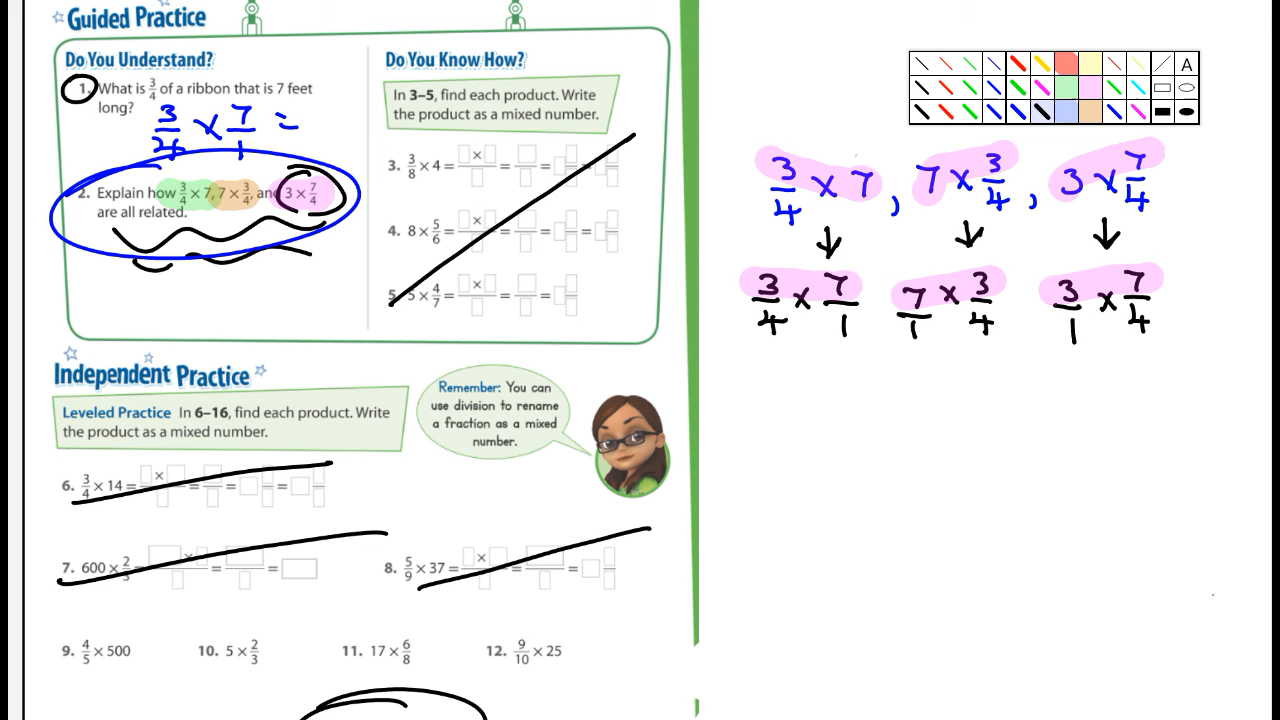 Guided Practice
Do You Understand?
1. What is 3/4 of a ribbon that is 7 feet
long?
3/4 × 7/1 =
2. Explain how 3/4 × 7, 7 × 3/4, and 3 × 7/4
are all related.
Do You Know How?
In 3–5, find each product. Write
the product as a mixed number.
3. 3/8 × 4 = □×□/□ = □/□ = □□/□ = □□/□
4. 8 × 5/6 = □×□/□ = □/□ = □□/□ = □□/□
5. 5 × 4/7 = □×□/□ = □/□ = □□/□
Independent Practice
Leveled Practice In 6–16, find each product. Write
the product as a mixed number.
Remember: You can
use division to rename
a fraction as a mixed
number.
6. 3/4 × 14 = □×□/□ = □/□ = □□/□ = □□/□
7. 600 × 2/3 = □×□/□ = □/□ = □
8. 5/9 × 37 = □×□/□ = □/□ = □□/□
9. 4/5 × 500
10. 5 × 2/3
11. 17 × 6/8
12. 9/10 × 25
A
3/4 × 7, 7 × 3/4, 3 × 7/4
↓ ↓ ↓
3/4 × 7/1 7/1 × 3/4 3/1 × 7/4